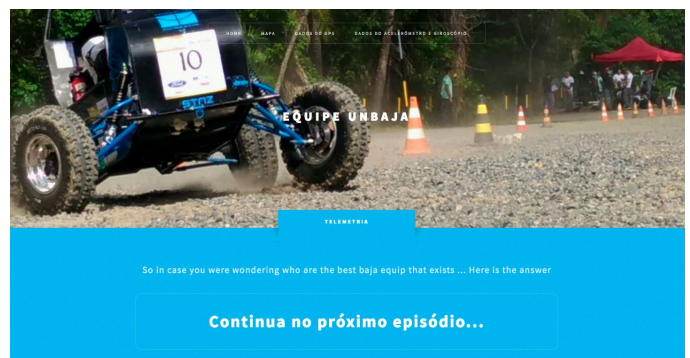 HOME MAPA DADOS DO GPS DADOS DO ACELERÔMETRO E GIROSCÓPIO
10
STNZ
EQUIPE UNBAJA
TELEMETRIA
So in case you were wondering who are the best baja equip that exists ... Here is the answer
Continua no próximo episódio...